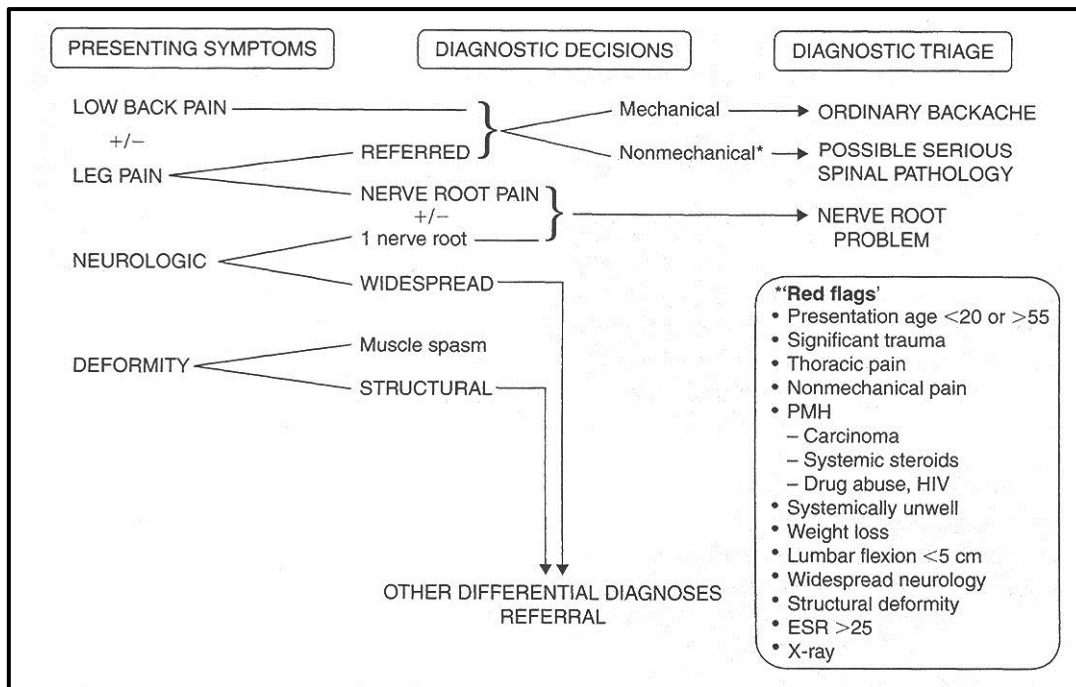 PRESENTING SYMPTOMS
DIAGNOSTIC DECISIONS
DIAGNOSTIC TRIAGE
LOW BACK PAIN
+/−
LEG PAIN
REFERRED
NERVE ROOT PAIN
+/−
1 nerve root
NEUROLOGIC
WIDESPREAD
DEFORMITY
Muscle spasm
STRUCTURAL
Mechanical
Nonmechanical*
ORDINARY BACKACHE
POSSIBLE SERIOUS
SPINAL PATHOLOGY
NERVE ROOT
PROBLEM
OTHER DIFFERENTIAL DIAGNOSES
REFERRAL
*‘Red flags’
• Presentation age <20 or >55
• Significant trauma
• Thoracic pain
• Nonmechanical pain
• PMH
– Carcinoma
– Systemic steroids
– Drug abuse, HIV
• Systemically unwell
• Weight loss
• Lumbar flexion <5 cm
• Widespread neurology
• Structural deformity
• ESR >25
• X-ray